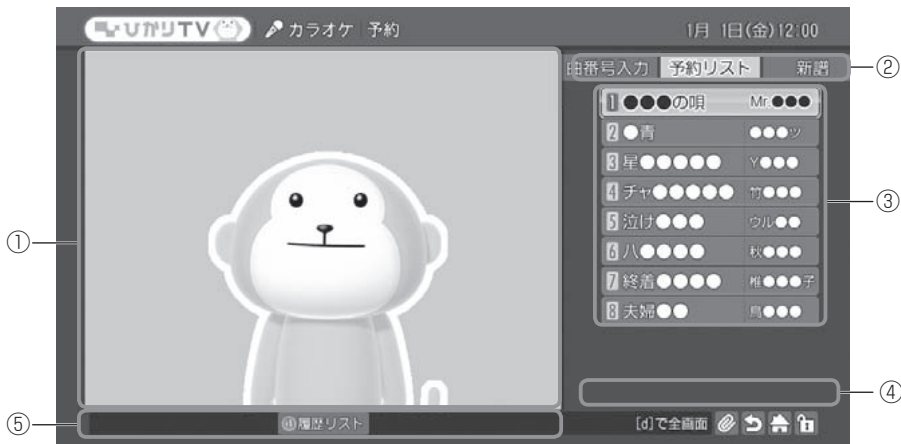 ひかりTV
カラオケ 予約
1月 1日(金)12:00
曲番号入力 予約リスト 新譜
②
1 ●●●の唄 Mr.●●●
2 ●青 ●●●ツ
3 星●●●●● Y●●●
4 チャ●●●●● 竹●●●
③
5 泣け●●● ウル●●
①
6 八●●●● 秋●●●
7 終着●●●● 椎●●●子
8 夫婦●● 鳥●●●
④
⑤
ⓓ履歴リスト
[d]で全画面